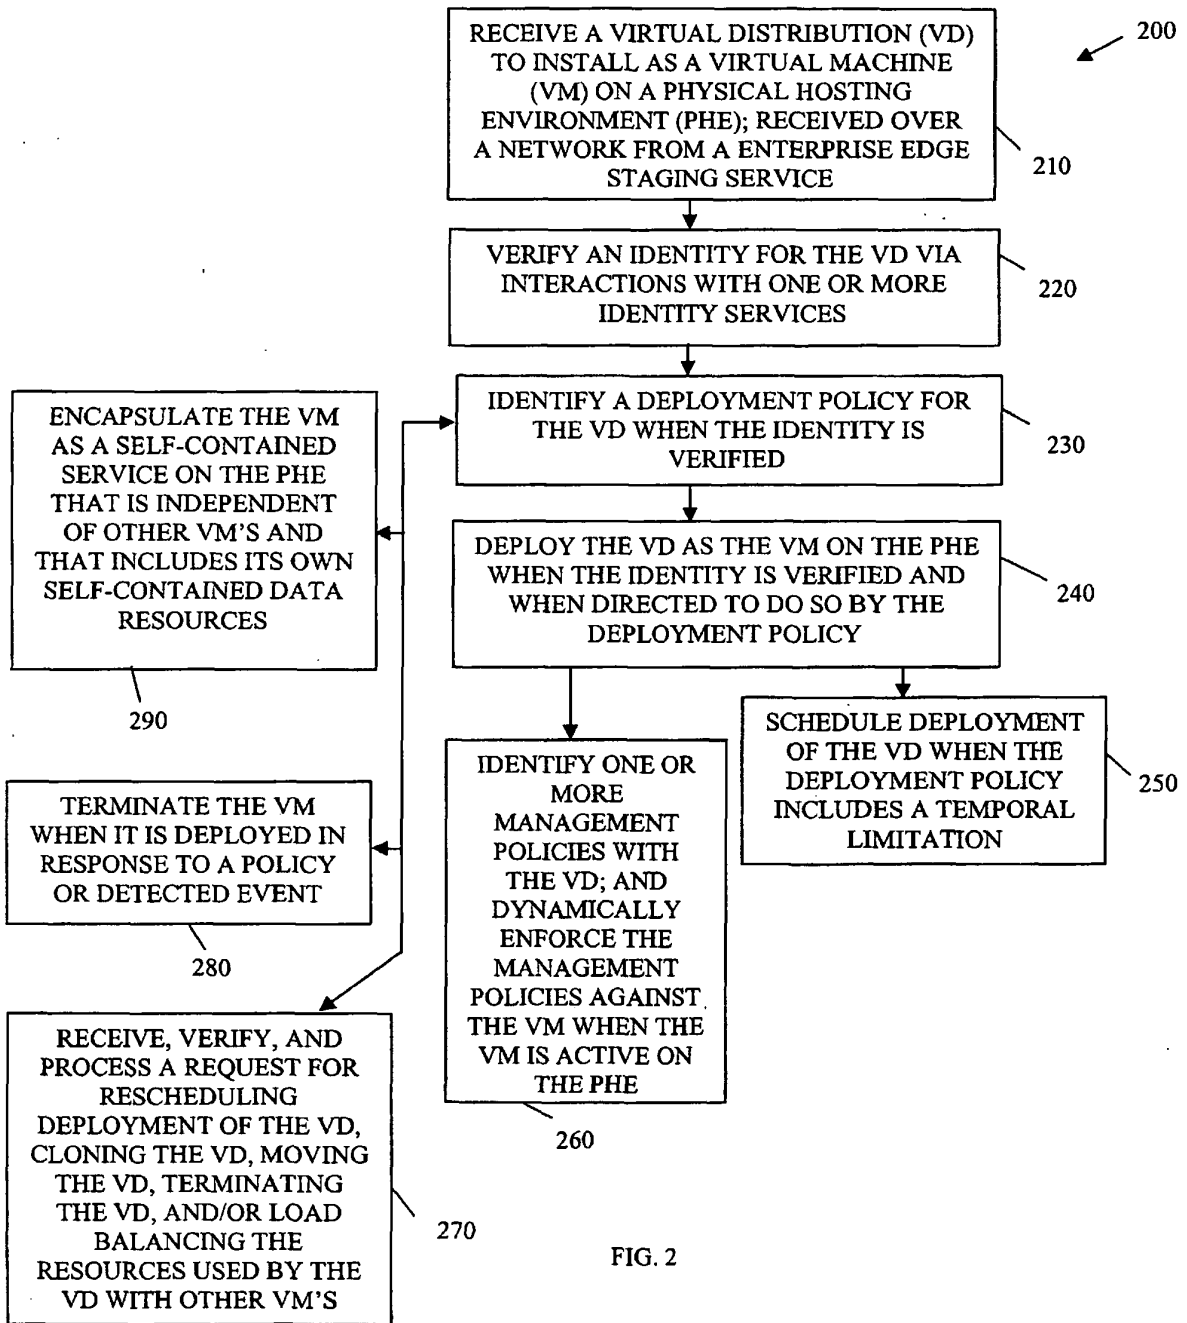 RECEIVE A VIRTUAL DISTRIBUTION (VD)
TO INSTALL AS A VIRTUAL MACHINE
(VM) ON A PHYSICAL HOSTING
ENVIRONMENT (PHE); RECEIVED OVER
A NETWORK FROM A ENTERPRISE EDGE
STAGING SERVICE
200
210
VERIFY AN IDENTITY FOR THE VD VIA
INTERACTIONS WITH ONE OR MORE
IDENTITY SERVICES
220
IDENTIFY A DEPLOYMENT POLICY FOR
THE VD WHEN THE IDENTITY IS
VERIFIED
230
DEPLOY THE VD AS THE VM ON THE PHE
WHEN THE IDENTITY IS VERIFIED AND
WHEN DIRECTED TO DO SO BY THE
DEPLOYMENT POLICY
240
SCHEDULE DEPLOYMENT
OF THE VD WHEN THE
DEPLOYMENT POLICY
INCLUDES A TEMPORAL
LIMITATION
250
IDENTIFY ONE OR
MORE
MANAGEMENT
POLICIES WITH
THE VD; AND
DYNAMICALLY
ENFORCE THE
MANAGEMENT
POLICIES AGAINST
THE VM WHEN THE
VM IS ACTIVE ON
THE PHE
260
ENCAPSULATE THE VM
AS A SELF-CONTAINED
SERVICE ON THE PHE
THAT IS INDEPENDENT
OF OTHER VM'S AND
THAT INCLUDES ITS OWN
SELF-CONTAINED DATA
RESOURCES
290
TERMINATE THE VM
WHEN IT IS DEPLOYED IN
RESPONSE TO A POLICY
OR DETECTED EVENT
280
RECEIVE, VERIFY, AND
PROCESS A REQUEST FOR
RESCHEDULING
DEPLOYMENT OF THE VD,
CLONING THE VD, MOVING
THE VD, TERMINATING
THE VD, AND/OR LOAD
BALANCING THE
RESOURCES USED BY THE
VD WITH OTHER VM'S
270
FIG. 2